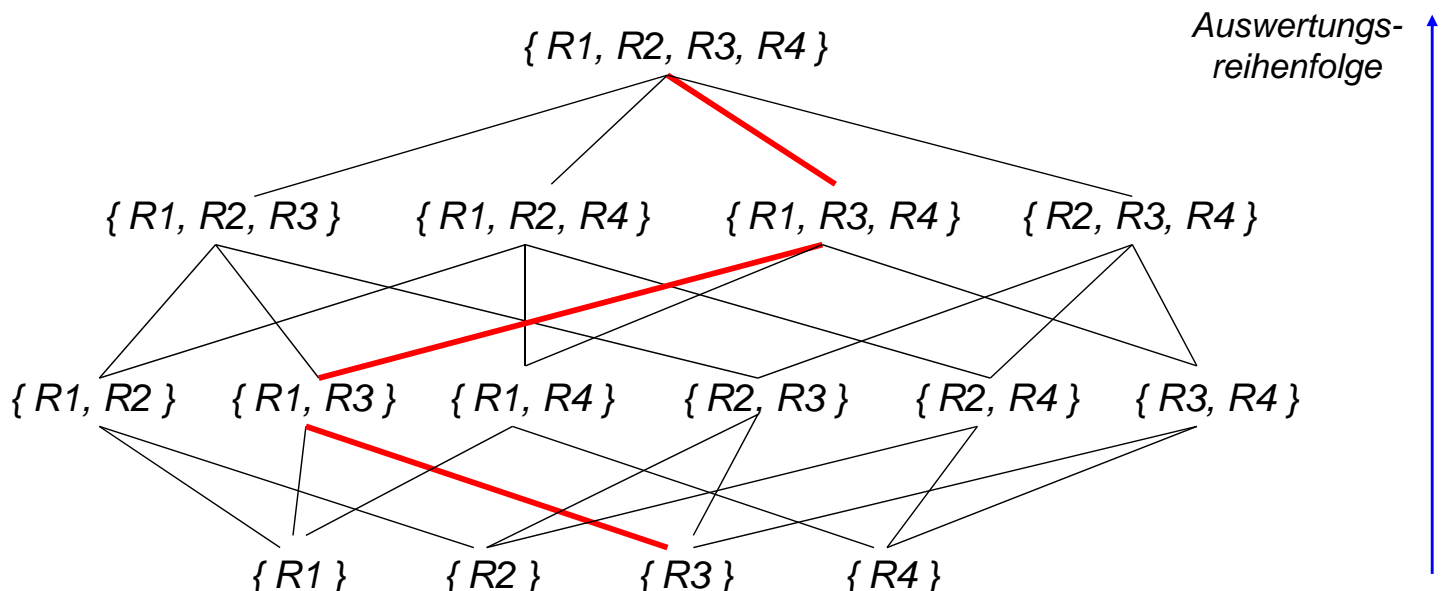 Auswertungs-
reihenfolge
{ R1, R2, R3, R4 }
{ R1, R2, R3 } { R1, R2, R4 } { R1, R3, R4 } { R2, R3, R4 }
{ R1, R2 } { R1, R3 } { R1, R4 } { R2, R3 } { R2, R4 } { R3, R4 }
{ R1 } { R2 } { R3 } { R4 }